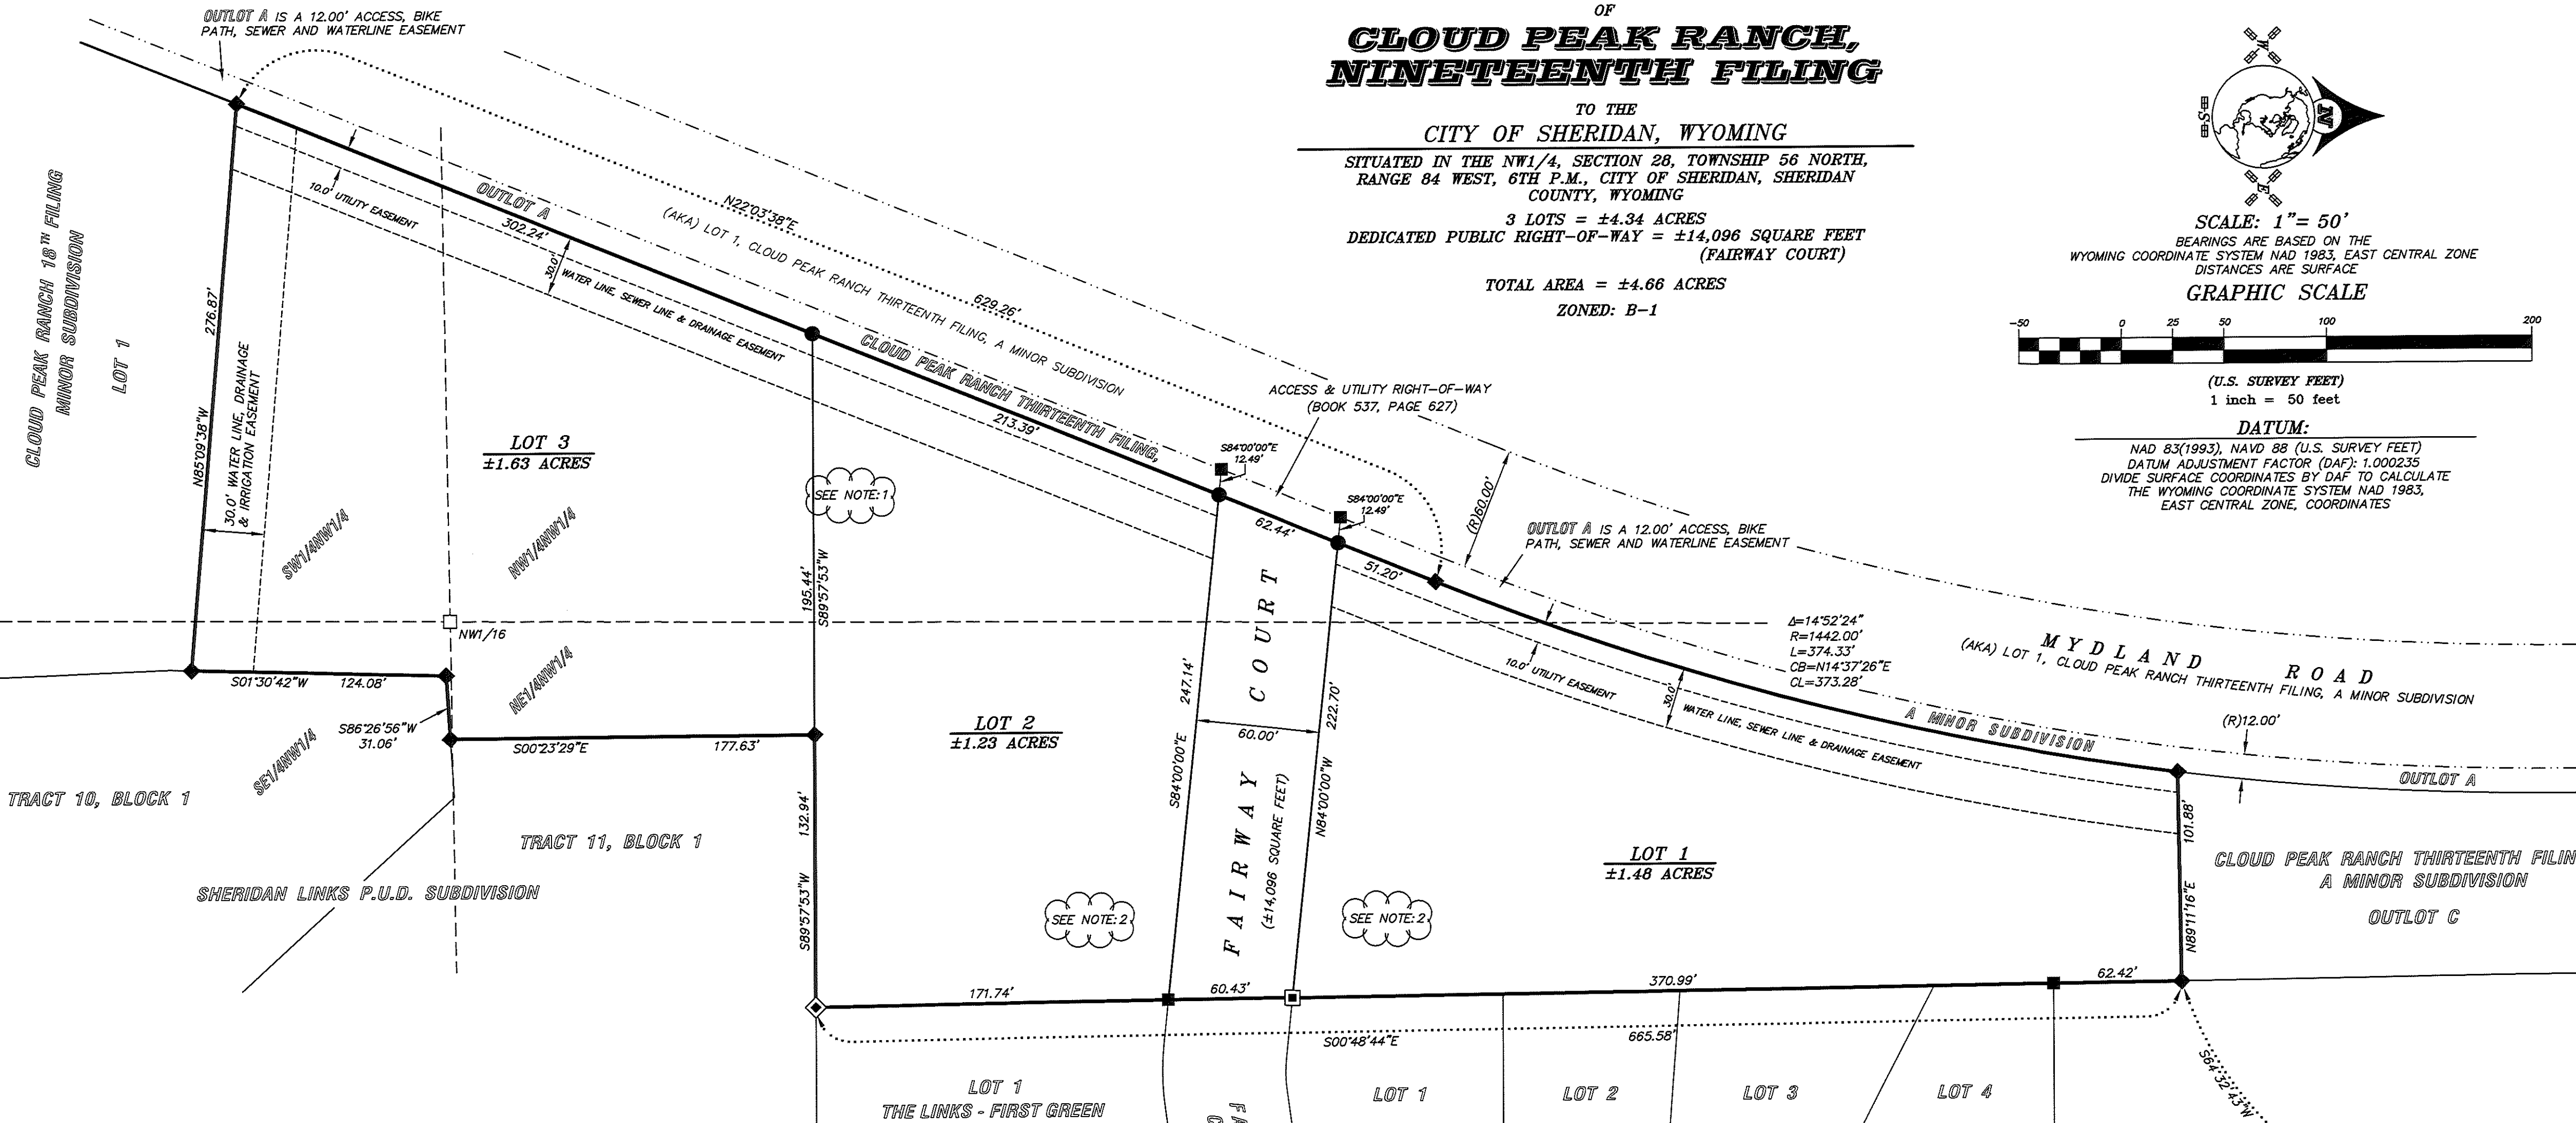 OF
CLOUD PEAK RANCH,
NINETEENTH FILING
TO THE
CITY OF SHERIDAN, WYOMING
SITUATED IN THE NW1/4, SECTION 28, TOWNSHIP 56 NORTH,
RANGE 84 WEST, 6TH P.M., CITY OF SHERIDAN, SHERIDAN
COUNTY, WYOMING
3 LOTS = ±4.34 ACRES
DEDICATED PUBLIC RIGHT-OF-WAY = ±14,096 SQUARE FEET
(FAIRWAY COURT)
TOTAL AREA = ±4.66 ACRES
ZONED: B-1
W
N
S
E
SCALE: 1"= 50'
BEARINGS ARE BASED ON THE
WYOMING COORDINATE SYSTEM NAD 1983, EAST CENTRAL ZONE
DISTANCES ARE SURFACE
GRAPHIC SCALE
-50 0 25 50 100 200
(U.S. SURVEY FEET)
1 inch = 50 feet
DATUM:
NAD 83(1993), NAVD 88 (U.S. SURVEY FEET)
DATUM ADJUSTMENT FACTOR (DAF): 1.000235
DIVIDE SURFACE COORDINATES BY DAF TO CALCULATE
THE WYOMING COORDINATE SYSTEM NAD 1983,
EAST CENTRAL ZONE, COORDINATES
OUTLOT A IS A 12.00' ACCESS, BIKE
PATH, SEWER AND WATERLINE EASEMENT
CLOUD PEAK RANCH 18TH FILING
MINOR SUBDIVISION
LOT 1
276.87'
N85°09'38"W
30.0' WATER LINE, DRAINAGE
& IRRIGATION EASEMENT
10.0' UTILITY EASEMENT
OUTLOT A
302.24'
30.0'
WATER LINE, SEWER LINE & DRAINAGE EASEMENT
N22°03'38"E
629.26'
(AKA) LOT 1, CLOUD PEAK RANCH THIRTEENTH FILING, A MINOR SUBDIVISION
CLOUD PEAK RANCH THIRTEENTH FILING,
213.39'
ACCESS & UTILITY RIGHT-OF-WAY
(BOOK 537, PAGE 627)
S84°00'00"E
12.49'
S84°00'00"E
12.49'
62.44'
51.20'
(R)60.00'
OUTLOT A IS A 12.00' ACCESS, BIKE
PATH, SEWER AND WATERLINE EASEMENT
LOT 3
±1.63 ACRES
SEE NOTE:1
SW1/4NW1/4
NW1/4NW1/4
NW1/16
NE1/4NW1/4
SE1/4NW1/4
195.44'
S89°57'53"W
S01°30'42"W 124.08'
S86°26'56"W
31.06'
S00°23'29"E 177.63'
TRACT 10, BLOCK 1
TRACT 11, BLOCK 1
SHERIDAN LINKS P.U.D. SUBDIVISION
132.94'
S89°57'53"W
LOT 2
±1.23 ACRES
247.14'
S84°00'00"E
FAIRWAY COURT
(±14,096 SQUARE FEET)
60.00'
222.70'
N84°00'00"W
SEE NOTE:2
SEE NOTE:2
LOT 1
±1.48 ACRES
10.0' UTILITY EASEMENT
30.0'
WATER LINE, SEWER LINE & DRAINAGE EASEMENT
A MINOR SUBDIVISION
Δ=14°52'24"
R=1442.00'
L=374.33'
CB=N14°37'26"E
CL=373.28'
MYDLAND ROAD
(AKA) LOT 1, CLOUD PEAK RANCH THIRTEENTH FILING, A MINOR SUBDIVISION
(R)12.00'
OUTLOT A
101.88'
N89°11'16"E
CLOUD PEAK RANCH THIRTEENTH FILIN
A MINOR SUBDIVISION
OUTLOT C
171.74'
60.43'
370.99'
62.42'
S00°48'44"E
665.58'
S64°32'43"W
LOT 1
THE LINKS - FIRST GREEN
FA
C
LOT 1
LOT 2
LOT 3
LOT 4